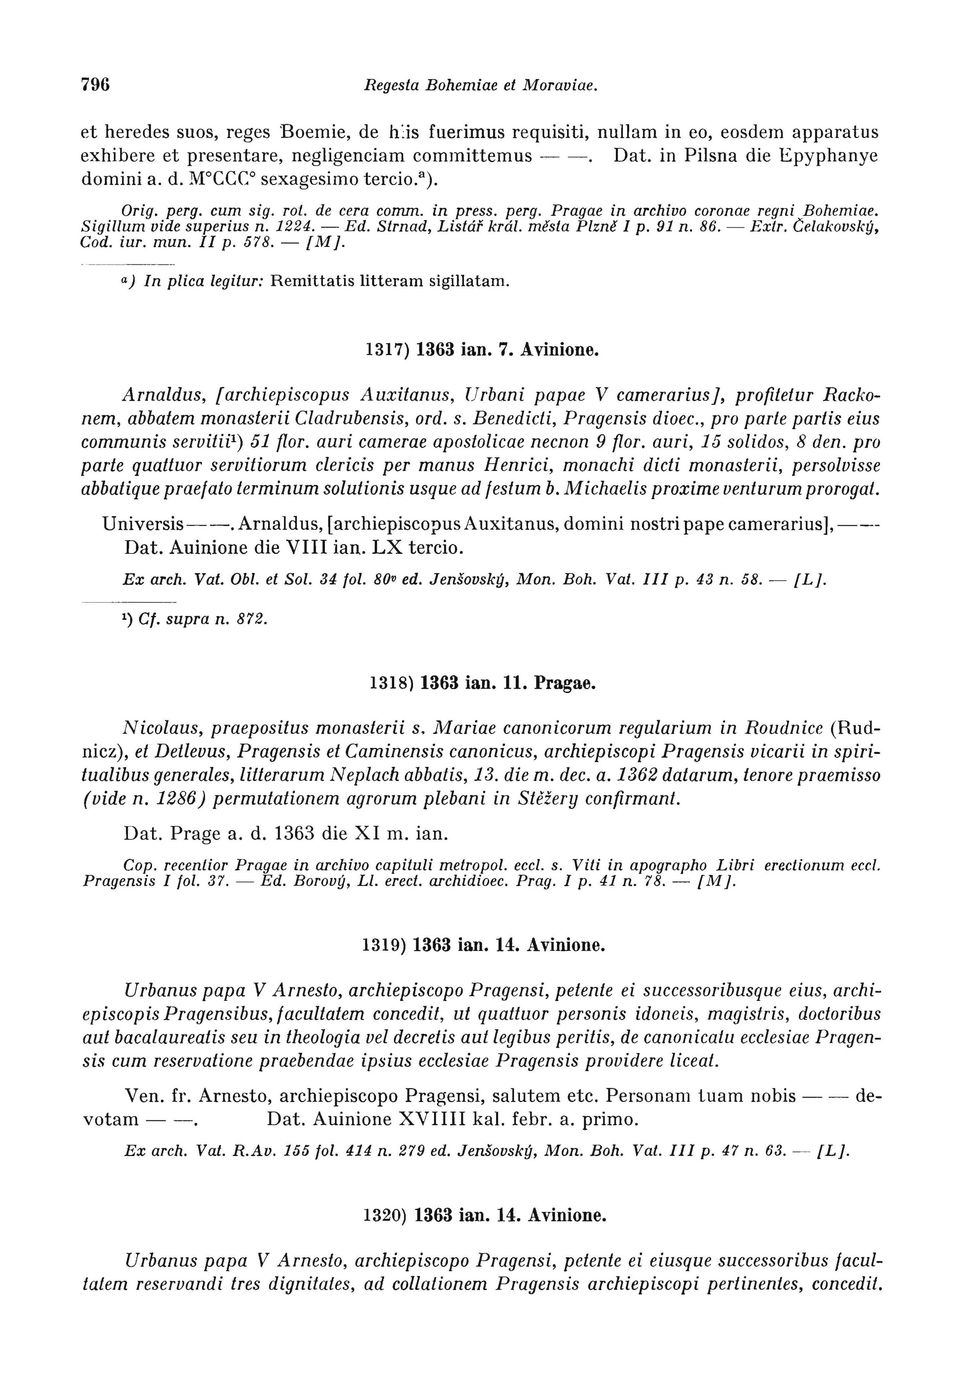 796 Regesta Bohemiae et Moraviae.
et heredes suos, reges Boemie, de hiis fuerimus requisiti, nullam in eo, eosdem apparatus
exhibere et presentare, negligenciam committemus — —. Dat. in Pilsna die Epyphanye
domini a. d. M°CCC° sexagesimo tercio.ᵃ).
Orig. perg. cum sig. rot. de cera comm. in press. perg. Pragae in archivo coronae regni Bohemiae.
Sigillum vide superius n. 1224. — Ed. Strnad, Listář král. města Plzně I p. 91 n. 86. — Extr. Čelakovský,
Cod. iur. mun. II p. 578. — [M].
ᵃ) In plica legitur: Remittatis litteram sigillatam.
1317) 1363 ian. 7. Avinione.
Arnaldus, [archiepiscopus Auxitanus, Urbani papae V camerarius], profitetur Racko-
nem, abbatem monasterii Cladrubensis, ord. s. Benedicti, Pragensis dioec., pro parte partis eius
communis servitii¹) 51 flor. auri camerae apostolicae necnon 9 flor. auri, 15 solidos, 8 den. pro
parte quattuor servitiorum clericis per manus Henrici, monachi dicti monasterii, persolvisse
abbatique praefato terminum solutionis usque ad festum b. Michaelis proxime venturum prorogat.
Universis — —. Arnaldus, [archiepiscopus Auxitanus, domini nostri pape camerarius], — —
Dat. Auinione die VIII ian. LX tercio.
Ex arch. Vat. Obl. et Sol. 34 fol. 80ᵛ ed. Jenšovský, Mon. Boh. Vat. III p. 43 n. 58. — [L].
¹) Cf. supra n. 872.
1318) 1363 ian. 11. Pragae.
Nicolaus, praepositus monasterii s. Mariae canonicorum regularium in Roudnice (Rud-
nicz), et Detlevus, Pragensis et Caminensis canonicus, archiepiscopi Pragensis vicarii in spiri-
tualibus generales, litterarum Neplach abbatis, 13. die m. dec. a. 1362 datarum, tenore praemisso
(vide n. 1286) permutationem agrorum plebani in Stěžery confirmant.
Dat. Prage a. d. 1363 die XI m. ian.
Cop. recentior Pragae in archivo capituli metropol. eccl. s. Viti in apographo Libri erectionum eccl.
Pragensis I fol. 37. — Ed. Borový, Ll. erect. archidioec. Prag. I p. 41 n. 78. — [M].
1319) 1363 ian. 14. Avinione.
Urbanus papa V Arnesto, archiepiscopo Pragensi, petente ei successoribusque eius, archi-
episcopis Pragensibus, facultatem concedit, ut quattuor personis idoneis, magistris, doctoribus
aut bacalaureatis seu in theologia vel decretis aut legibus peritis, de canonicatu ecclesiae Pragen-
sis cum reservatione praebendae ipsius ecclesiae Pragensis providere liceat.
Ven. fr. Arnesto, archiepiscopo Pragensi, salutem etc. Personam tuam nobis — — de-
votam — —. Dat. Auinione XVIIII kal. febr. a. primo.
Ex arch. Vat. R.Av. 155 fol. 414 n. 279 ed. Jenšovský, Mon. Boh. Vat. III p. 47 n. 63. — [L].
1320) 1363 ian. 14. Avinione.
Urbanus papa V Arnesto, archiepiscopo Pragensi, petente ei eiusque successoribus facul-
tatem reservandi tres dignitates, ad collationem Pragensis archiepiscopi pertinentes, concedit.